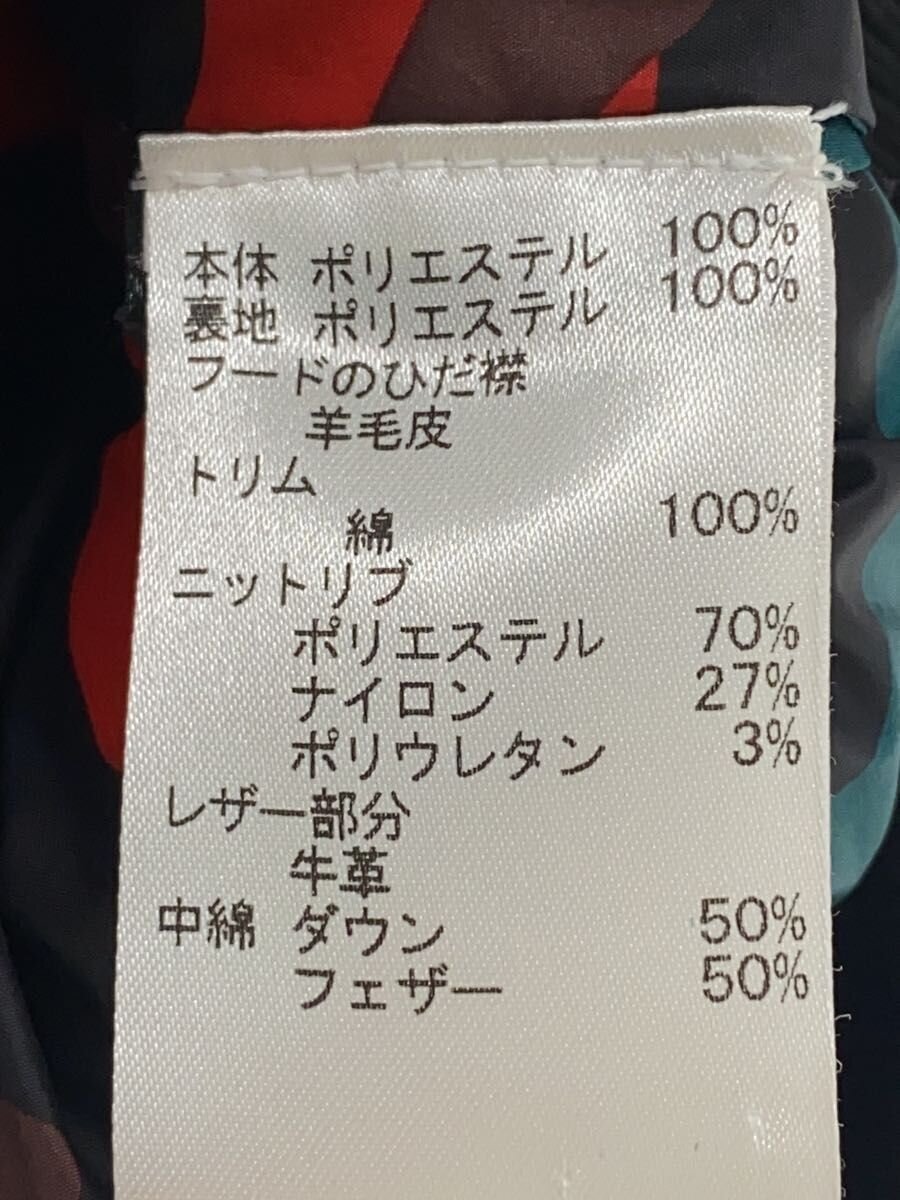 本体 ポリエステル 100%
裏地 ポリエステル 100%
フードのひだ襟
羊毛皮
トリム
綿 100%
ニットリブ
ポリエステル 70%
ナイロン 27%
ポリウレタン 3%
レザー部分
牛革
中綿 ダウン 50%
フェザー 50%